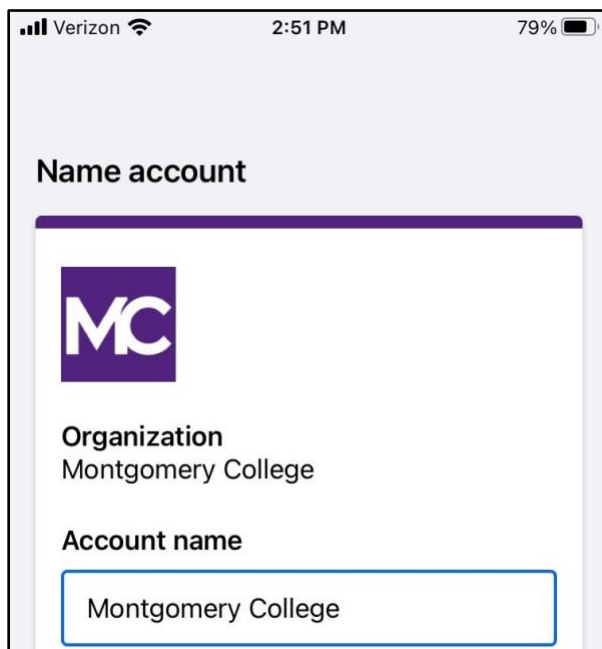 Verizon 2:51 PM 79%
Name account
MC
Organization
Montgomery College
Account name
Montgomery College